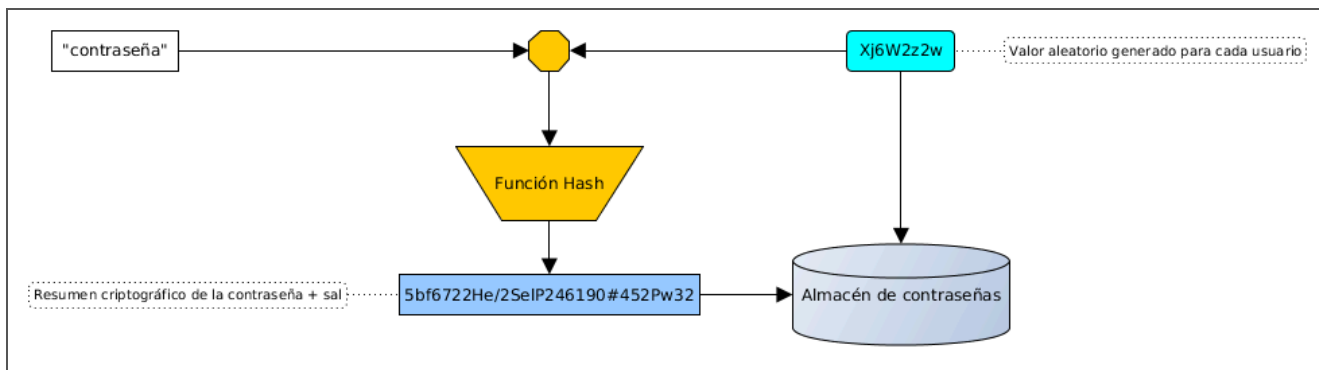 "contraseña"
Xj6W2z2w
Valor aleatorio generado para cada usuario
Función Hash
Resumen criptográfico de la contraseña + sal
5bf6722He/2SelP246190#452Pw32
Almacén de contraseñas